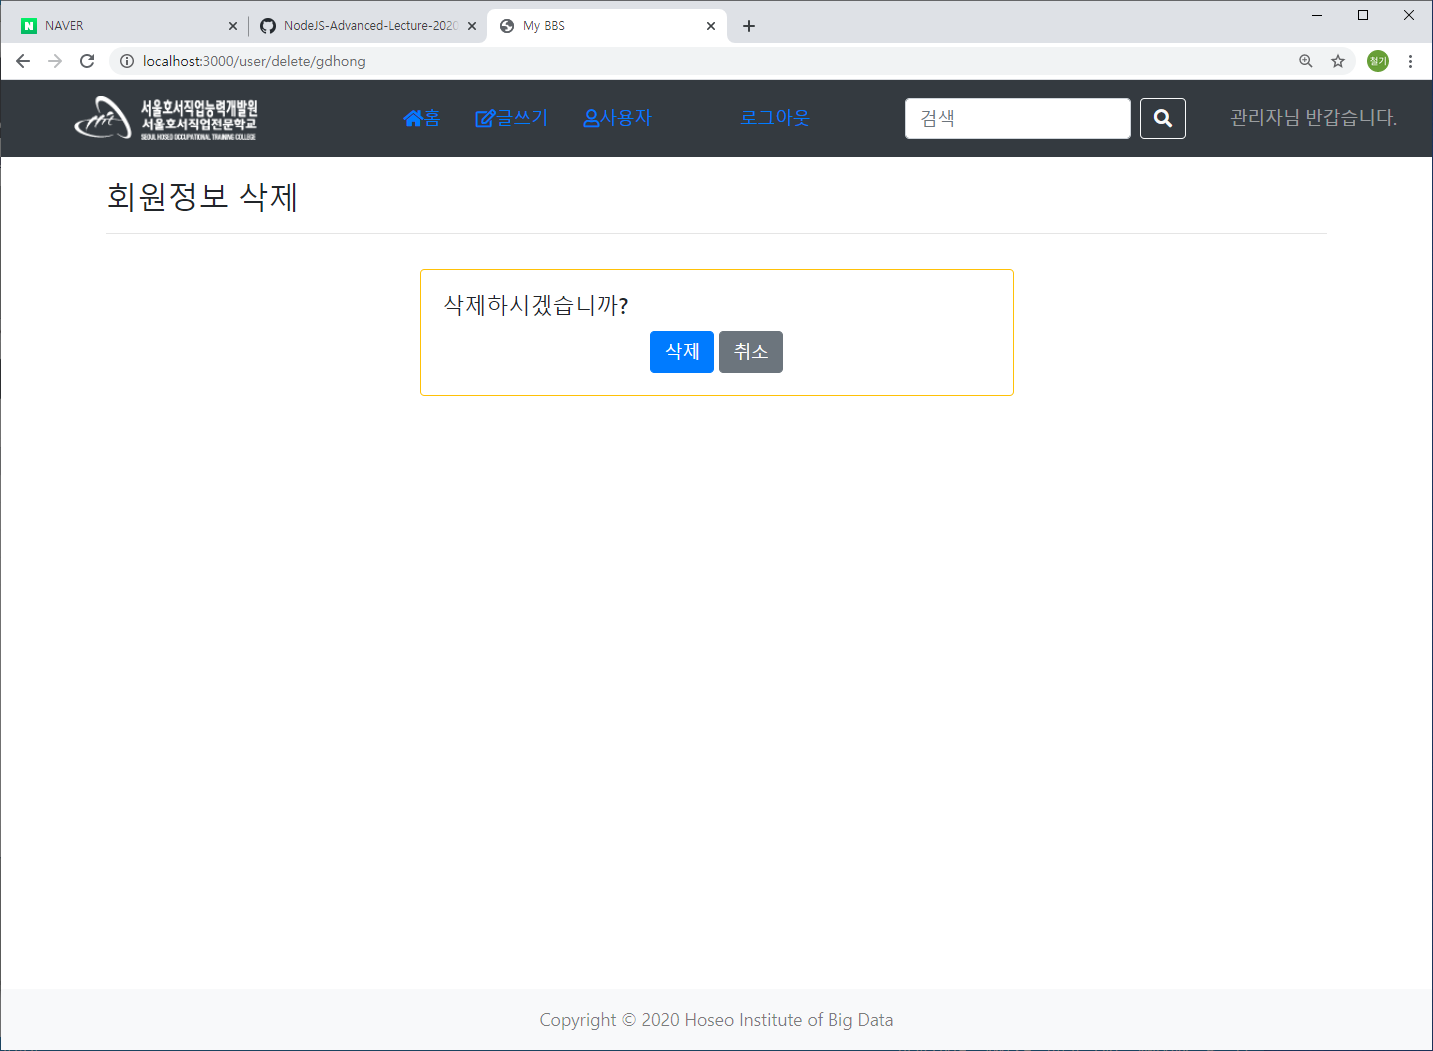 NAVER
NodeJS-Advanced-Lecture-2020
My BBS
localhost:3000/user/delete/gdhong
철기
서울호서직업능력개발원
서울호서직업전문학교
SEOUL HOSEO OCCUPATIONAL TRAINING COLLEGE
홈
글쓰기
사용자
로그아웃
검색
관리자님 반갑습니다.
회원정보 삭제
삭제하시겠습니까?
삭제
취소
Copyright © 2020 Hoseo Institute of Big Data